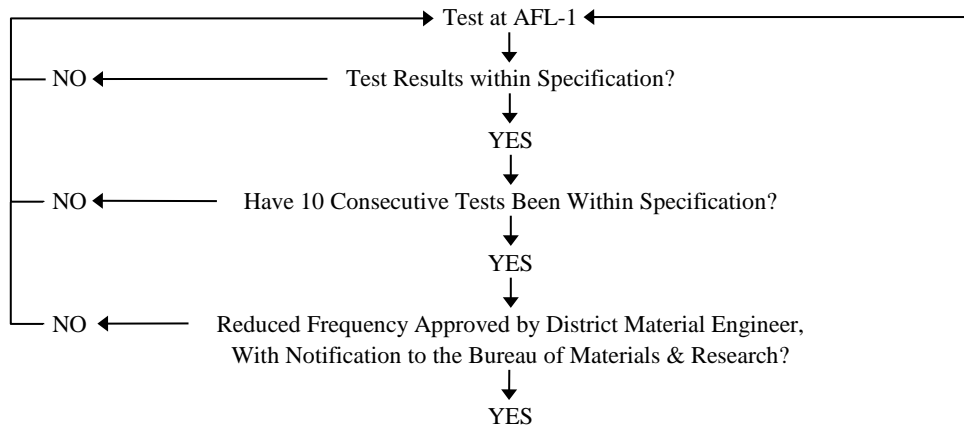 Test at AFL-1
NO
Test Results within Specification?
YES
NO
Have 10 Consecutive Tests Been Within Specification?
YES
NO
Reduced Frequency Approved by District Material Engineer,
With Notification to the Bureau of Materials & Research?
YES